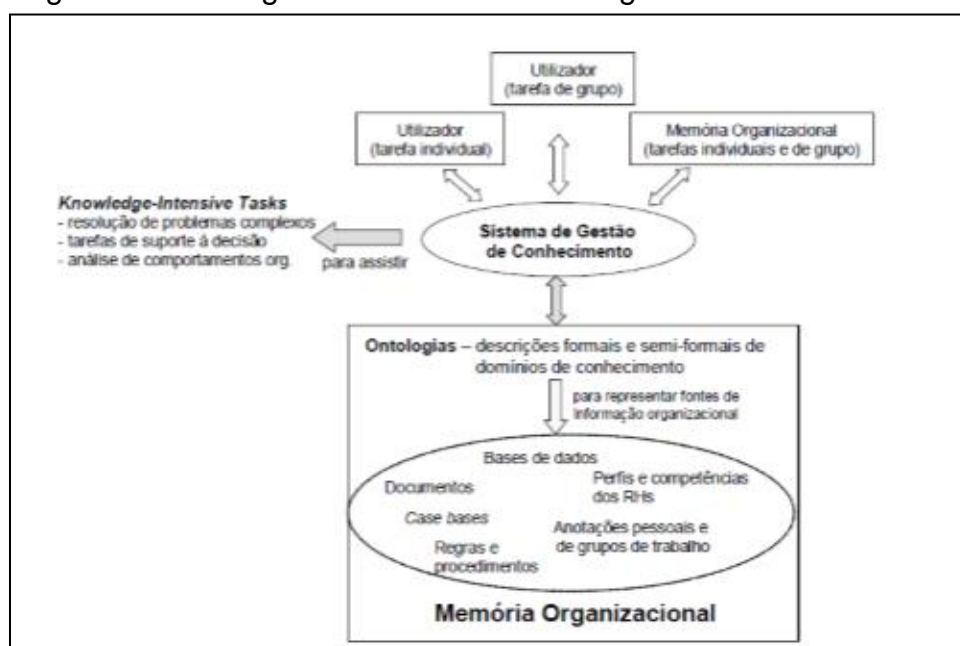 Utilizador
(tarefa de grupo)
Utilizador
(tarefa individual)
Memória Organizacional
(tarefas individuais e de grupo)
Knowledge-Intensive Tasks
- resolução de problemas complexos
- tarefas de suporte à decisão
- análise de comportamentos org.
para assistir
Sistema de Gestão
de Conhecimento
Ontologias – descrições formais e semi-formais de
domínios de conhecimento
para representar fontes de
informação organizacional
Bases de dados
Documentos
Perfis e competências
dos RHs
Case bases
Anotações pessoais e
de grupos de trabalho
Regras e
procedimentos
Memória Organizacional